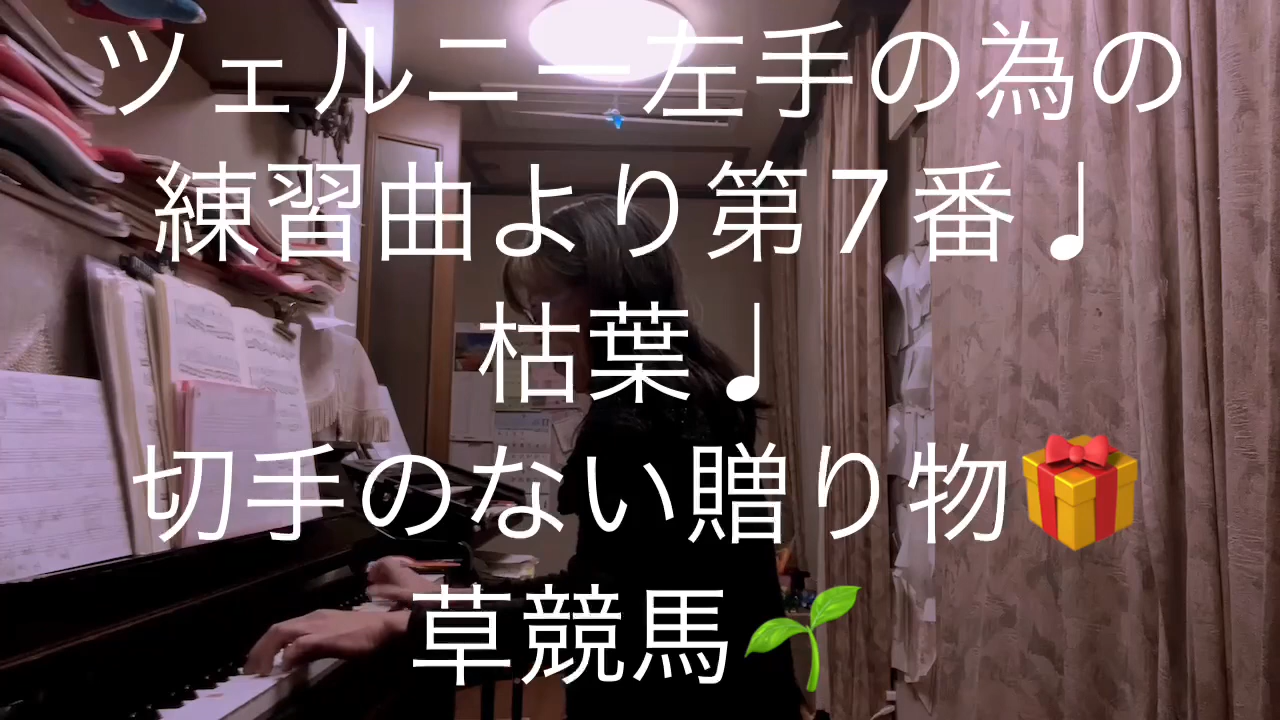 ツェルニー左手の為の
練習曲より第7番♩
枯葉♩
切手のない贈り物🎁
草競馬🌱